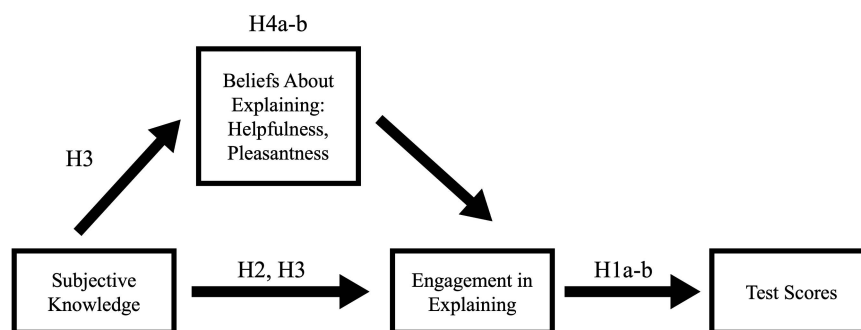 H4a-b
Beliefs About
Explaining:
Helpfulness,
Pleasantness
H3
Subjective
Knowledge
H2, H3
Engagement in
Explaining
H1a-b
Test Scores